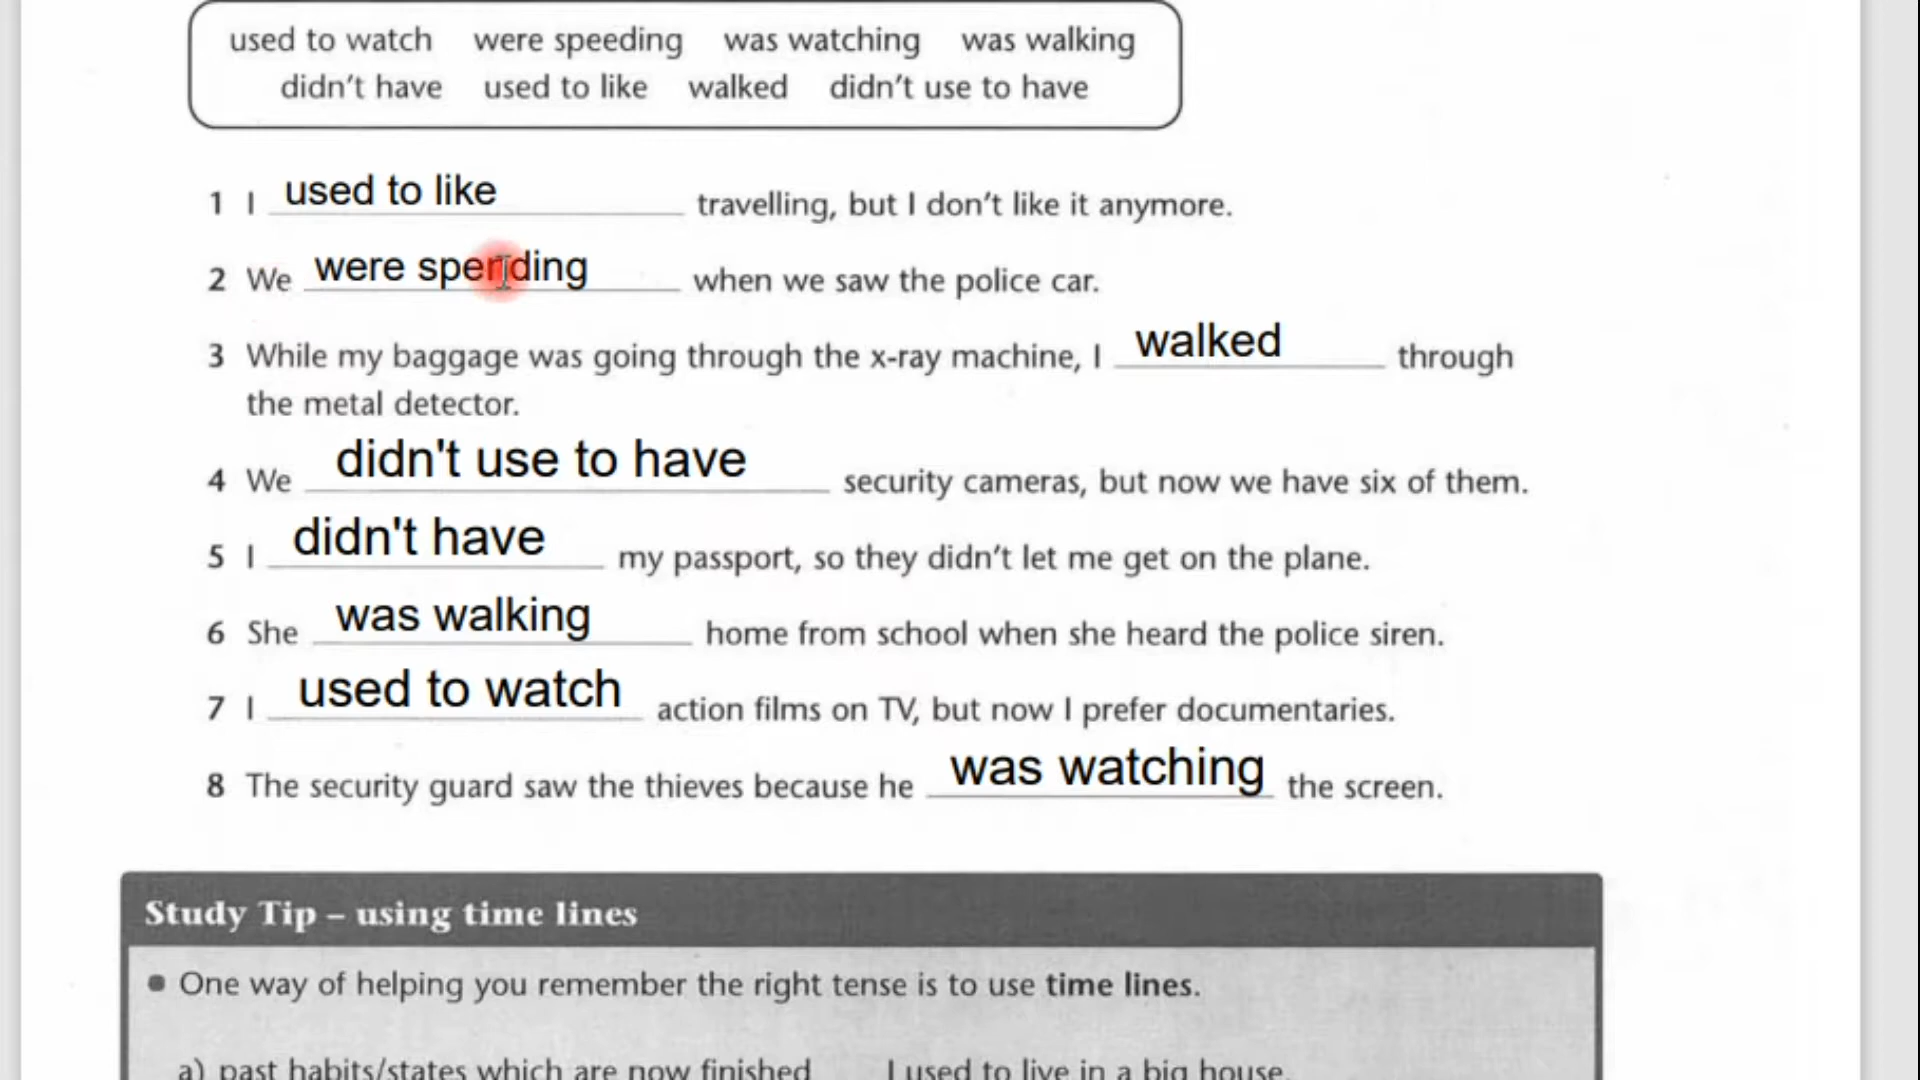 used to watch were speeding was watching was walking
didn't have used to like walked didn't use to have
1 I used to like travelling, but I don't like it anymore.
2 We were spending when we saw the police car.
3 While my baggage was going through the x-ray machine, I walked through
the metal detector.
4 We didn't use to have security cameras, but now we have six of them.
5 I didn't have my passport, so they didn't let me get on the plane.
6 She was walking home from school when she heard the police siren.
7 I used to watch action films on TV, but now I prefer documentaries.
8 The security guard saw the thieves because he was watching the screen.
Study Tip – using time lines
One way of helping you remember the right tense is to use time lines.
a) past habits/states which are now finished I used to live in a big house.